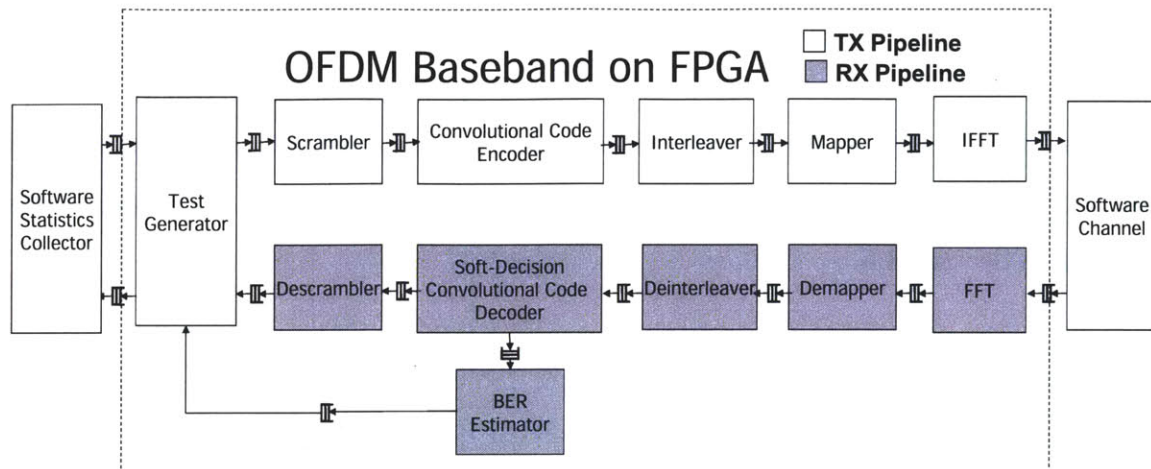 OFDM Baseband on FPGA
TX Pipeline
RX Pipeline
Software
Statistics
Collector
Test
Generator
Scrambler
Convolutional Code
Encoder
Interleaver
Mapper
IFFT
Software
Channel
Descrambler
Soft-Decision
Convolutional Code
Decoder
Deinterleaver
Demapper
FFT
BER
Estimator